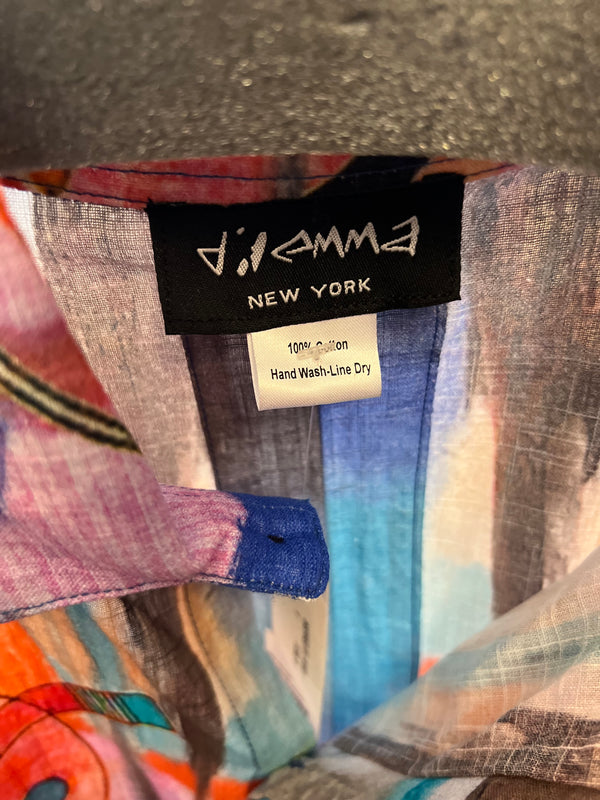 dilemma
NEW YORK
100% Cotton
Hand Wash-Line Dry